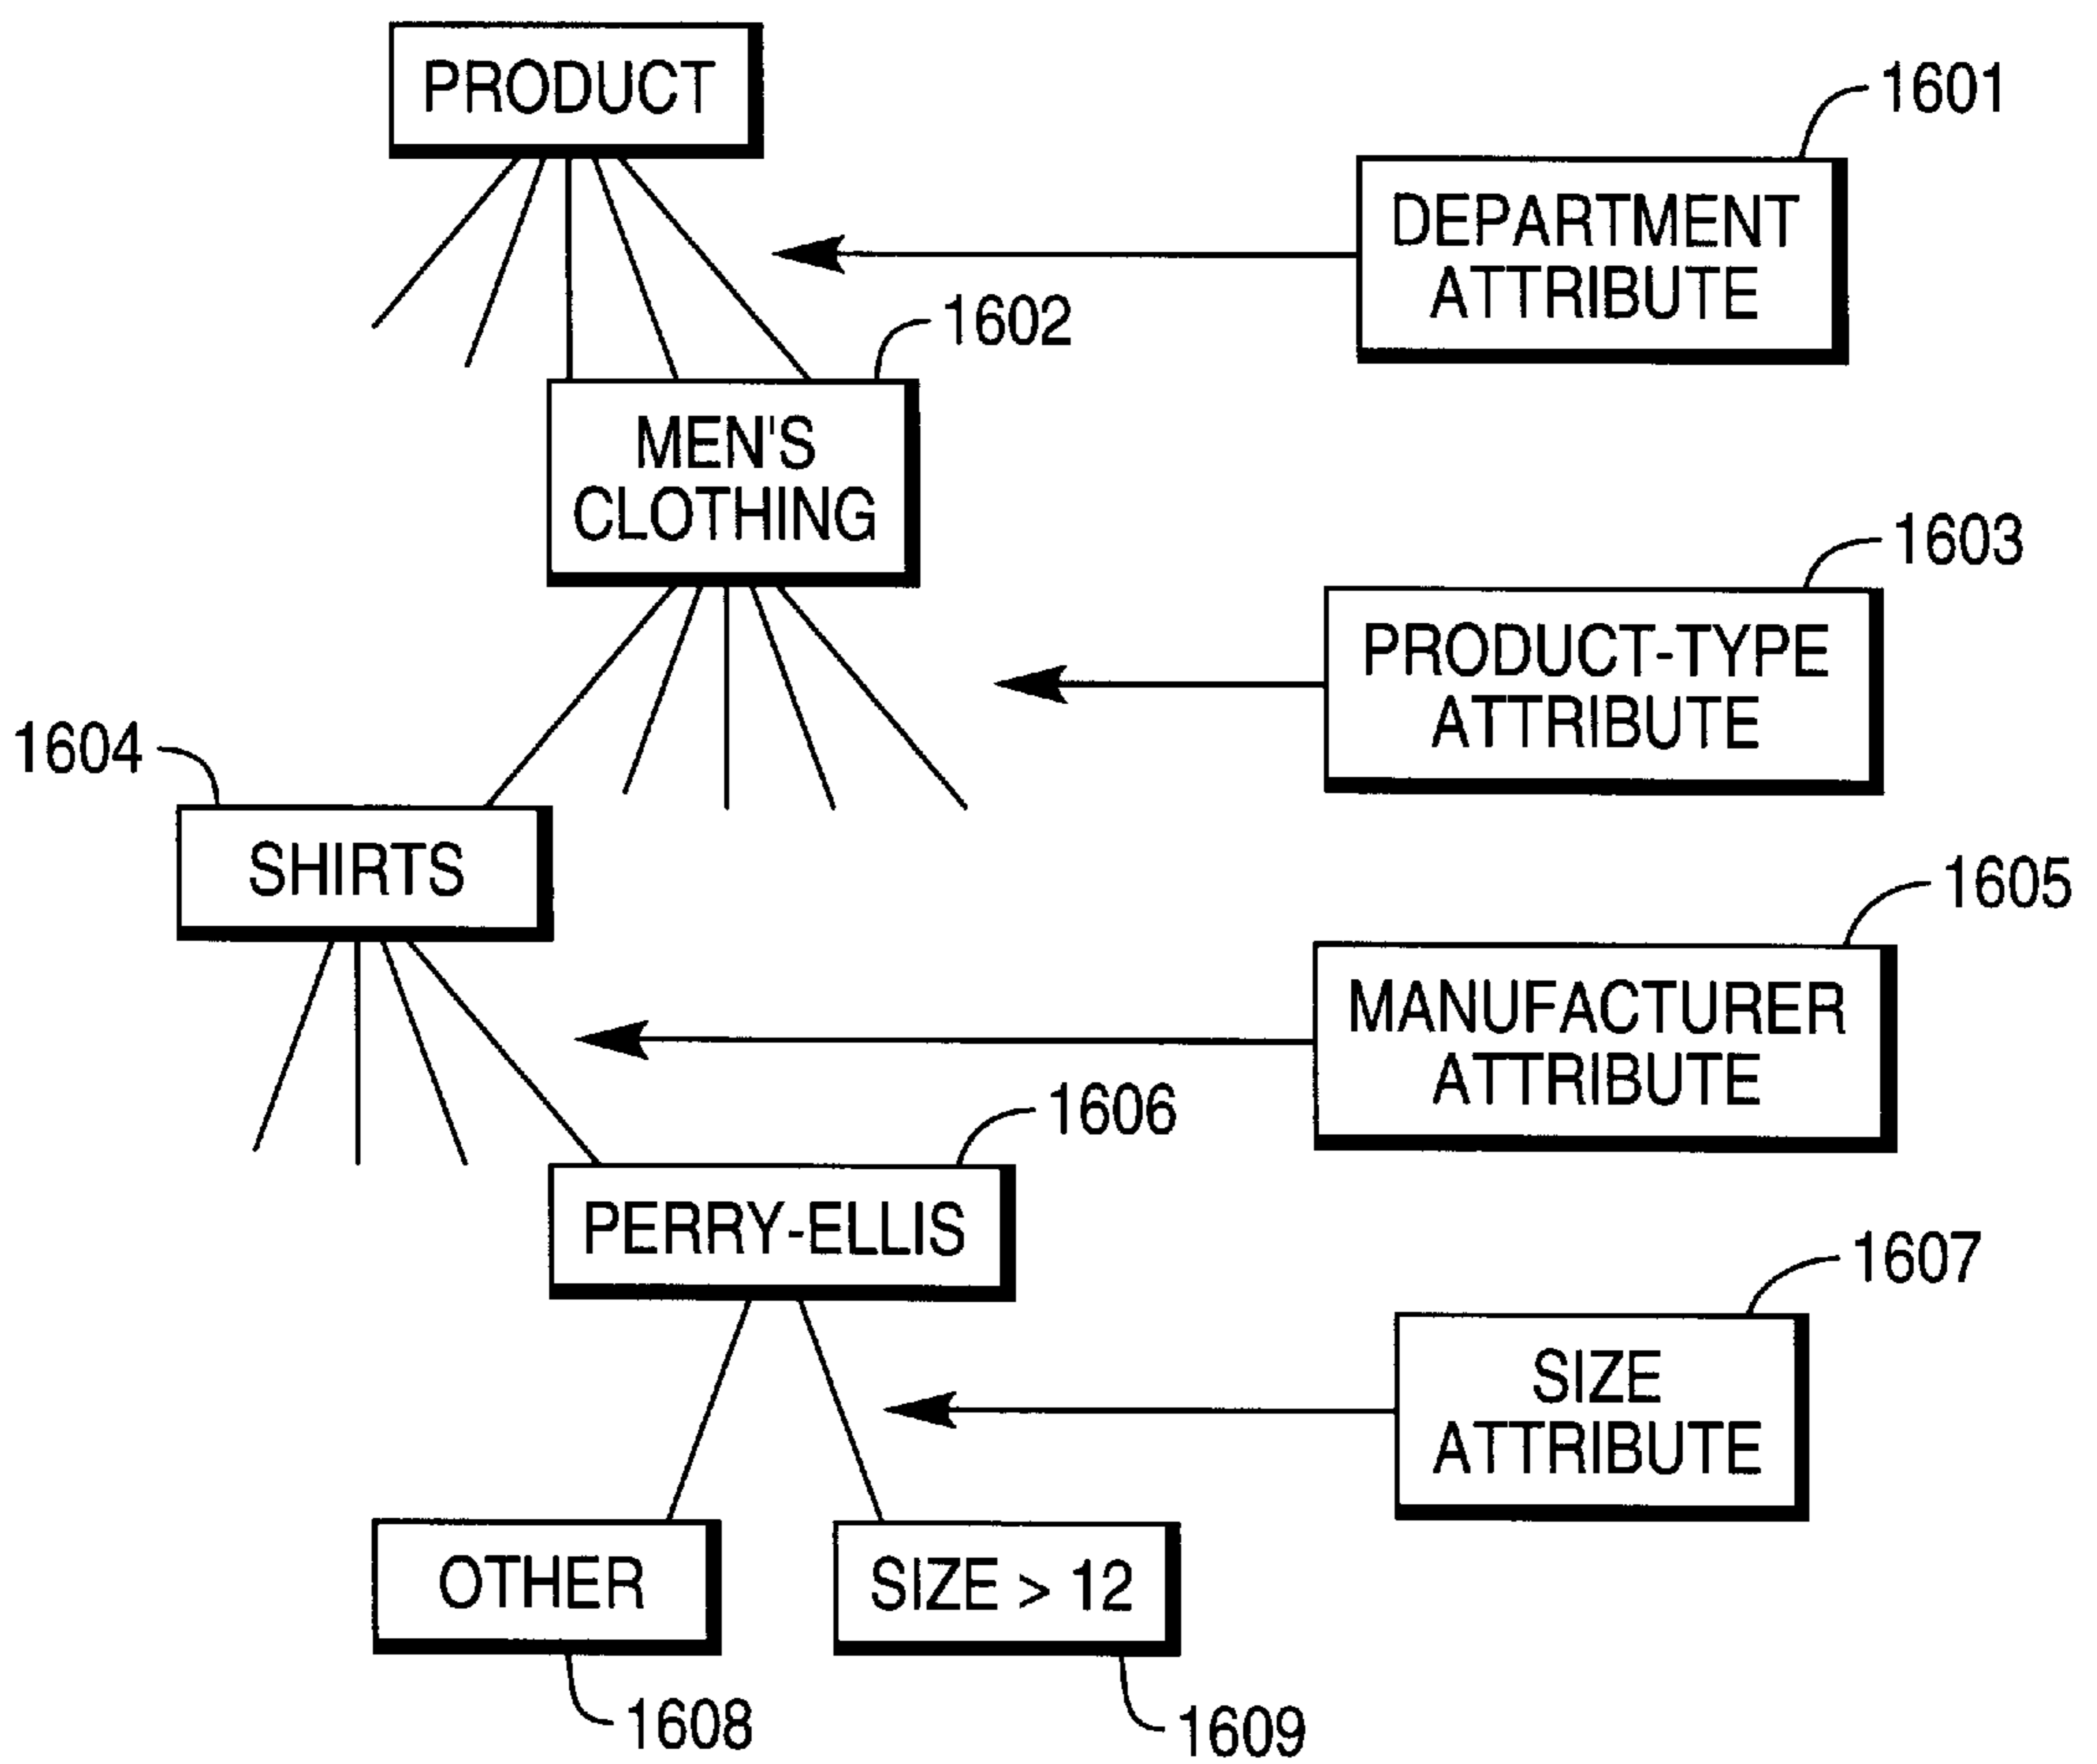 PRODUCT
1601
DEPARTMENT
ATTRIBUTE
1602
MEN'S
CLOTHING
1603
PRODUCT-TYPE
ATTRIBUTE
1604
SHIRTS
1605
MANUFACTURER
ATTRIBUTE
1606
PERRY-ELLIS
1607
SIZE
ATTRIBUTE
OTHER
SIZE > 12
1608
1609